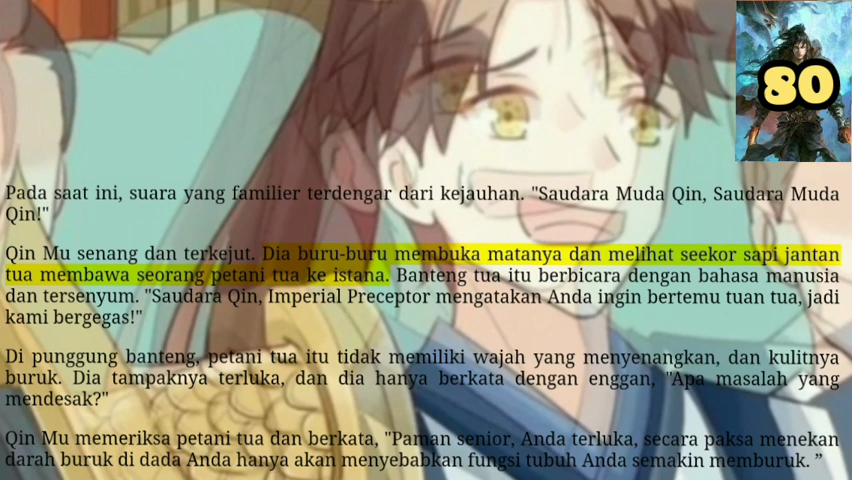 80
Pada saat ini, suara yang familier terdengar dari kejauhan. "Saudara Muda Qin, Saudara Muda
Qin!"
Qin Mu senang dan terkejut. Dia buru-buru membuka matanya dan melihat seekor sapi jantan
tua membawa seorang petani tua ke istana. Banteng tua itu berbicara dengan bahasa manusia
dan tersenyum. "Saudara Qin, Imperial Preceptor mengatakan Anda ingin bertemu tuan tua, jadi
kami bergegas!"
Di punggung banteng, petani tua itu tidak memiliki wajah yang menyenangkan, dan kulitnya
buruk. Dia tampaknya terluka, dan dia hanya berkata dengan enggan, "Apa masalah yang
mendesak?"
Qin Mu memeriksa petani tua dan berkata, "Paman senior, Anda terluka, secara paksa menekan
darah buruk di dada Anda hanya akan menyebabkan fungsi tubuh Anda semakin memburuk. ”